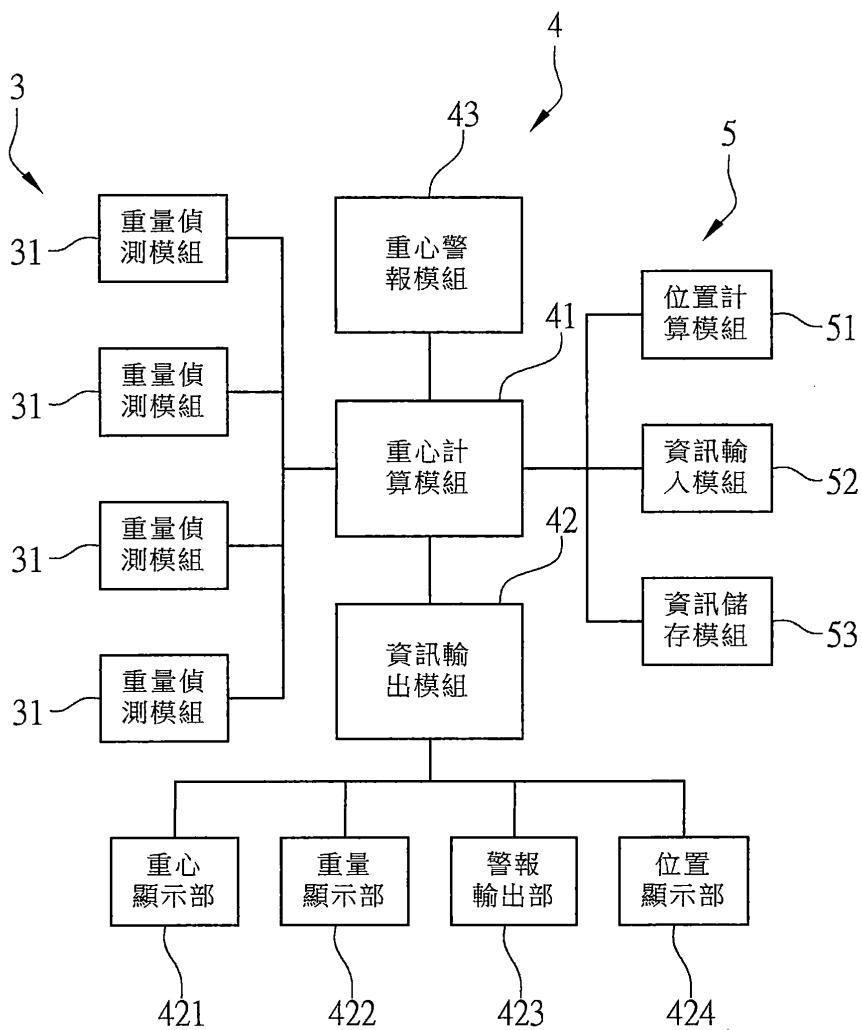 4
3
43
5
重量偵
測模組
31
重心警
報模組
位置計
算模組
51
41
重量偵
測模組
31
重心計
算模組
資訊輸
入模組
52
重量偵
測模組
31
42
資訊儲
存模組
53
重量偵
測模組
31
資訊輸
出模組
重心
顯示部
重量
顯示部
警報
輸出部
位置
顯示部
421
422
423
424